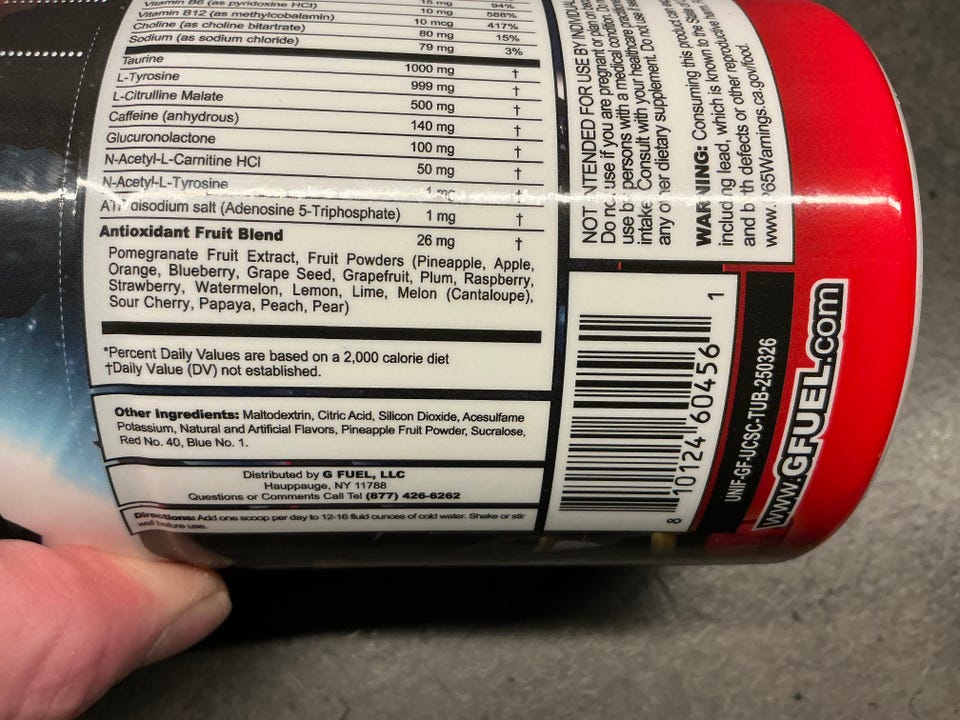 15 mg 94%
Vitamin B6 (as pyridoxine HCl) 10 mg 588%
Vitamin B12 (as methylcobalamin) 10 mcg 417%
Choline (as choline bitartrate) 80 mg 15%
Sodium (as sodium chloride) 79 mg 3%
Taurine 1000 mg †
L-Tyrosine 999 mg †
L-Citrulline Malate 500 mg †
Caffeine (anhydrous) 140 mg †
Glucuronolactone 100 mg †
N-Acetyl-L-Carnitine HCl 50 mg †
N-Acetyl-L-Tyrosine 1 mg †
ATP disodium salt (Adenosine 5-Triphosphate) 1 mg †
Antioxidant Fruit Blend 26 mg †
Pomegranate Fruit Extract, Fruit Powders (Pineapple, Apple,
Orange, Blueberry, Grape Seed, Grapefruit, Plum, Raspberry,
Strawberry, Watermelon, Lemon, Lime, Melon (Cantaloupe),
Sour Cherry, Papaya, Peach, Pear)
*Percent Daily Values are based on a 2,000 calorie diet
†Daily Value (DV) not established.
Other Ingredients: Maltodextrin, Citric Acid, Silicon Dioxide, Acesulfame
Potassium, Natural and Artificial Flavors, Pineapple Fruit Powder, Sucralose,
Red No. 40, Blue No. 1.
Distributed by G FUEL, LLC
Hauppauge, NY 11788
Questions or Comments Call Tel (877) 426-6262
Directions: Add one scoop per day to 12-16 fluid ounces of cold water. Shake or stir
well before use.
NOT INTENDED FOR USE BY INDIVIDUAL
Do not use if you are pregnant or plan or
use by persons with a medical condition. Do
intake. Consult with your healthcare
any other dietary supplement. Do not use
WARNING: Consuming this product can
including lead, which is known to the State
and birth defects or other reproductive
www.P65Warnings.ca.gov/food.
8 10124 60456 1
UNIF-GF-UCSC-TUB-250326
www.GFUEL.com